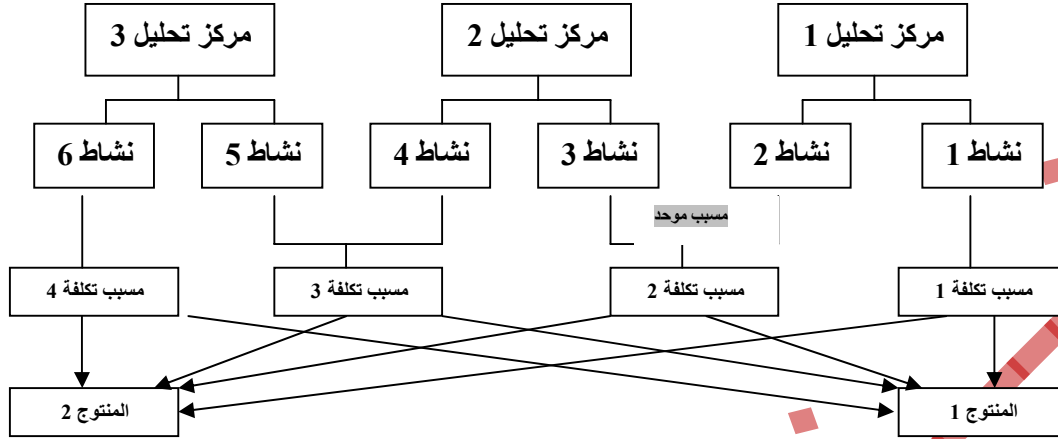 مركز تحليل 1
مركز تحليل 2
مركز تحليل 3
نشاط 1
نشاط 2
نشاط 3
نشاط 4
نشاط 5
نشاط 6
مسبب موحد
مسبب تكلفة 1
مسبب تكلفة 2
مسبب تكلفة 3
مسبب تكلفة 4
المنتوج 1
المنتوج 2